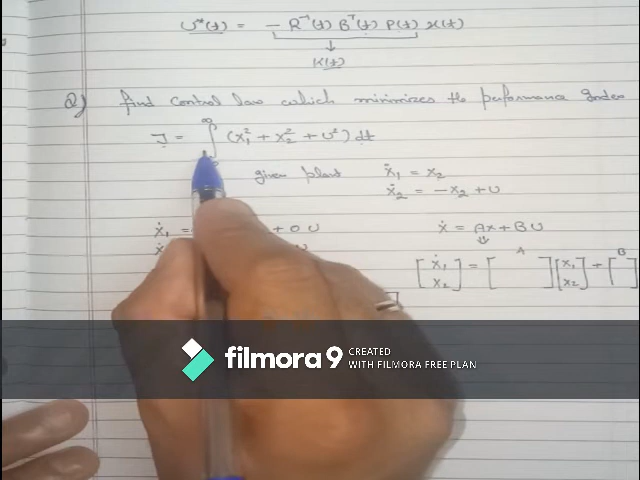 U*(t) = - R⁻¹(t) Bᵀ(t) P(t) x(t)
↓
K(t)
Q) find control law which minimizes the performance Index
J = ∫ ∞ (x₁² + x₂² + U²) dt
given plant ẋ₁ = x₂
ẋ₂ = -x₂ + U
ẋ₁ = + 0 U ẋ = Ax + BU
⇓
A B
[ẋ₁ ẋ₂] = [ ] [x₁ x₂] + [ ]
filmora 9 CREATED WITH FILMORA FREE PLAN